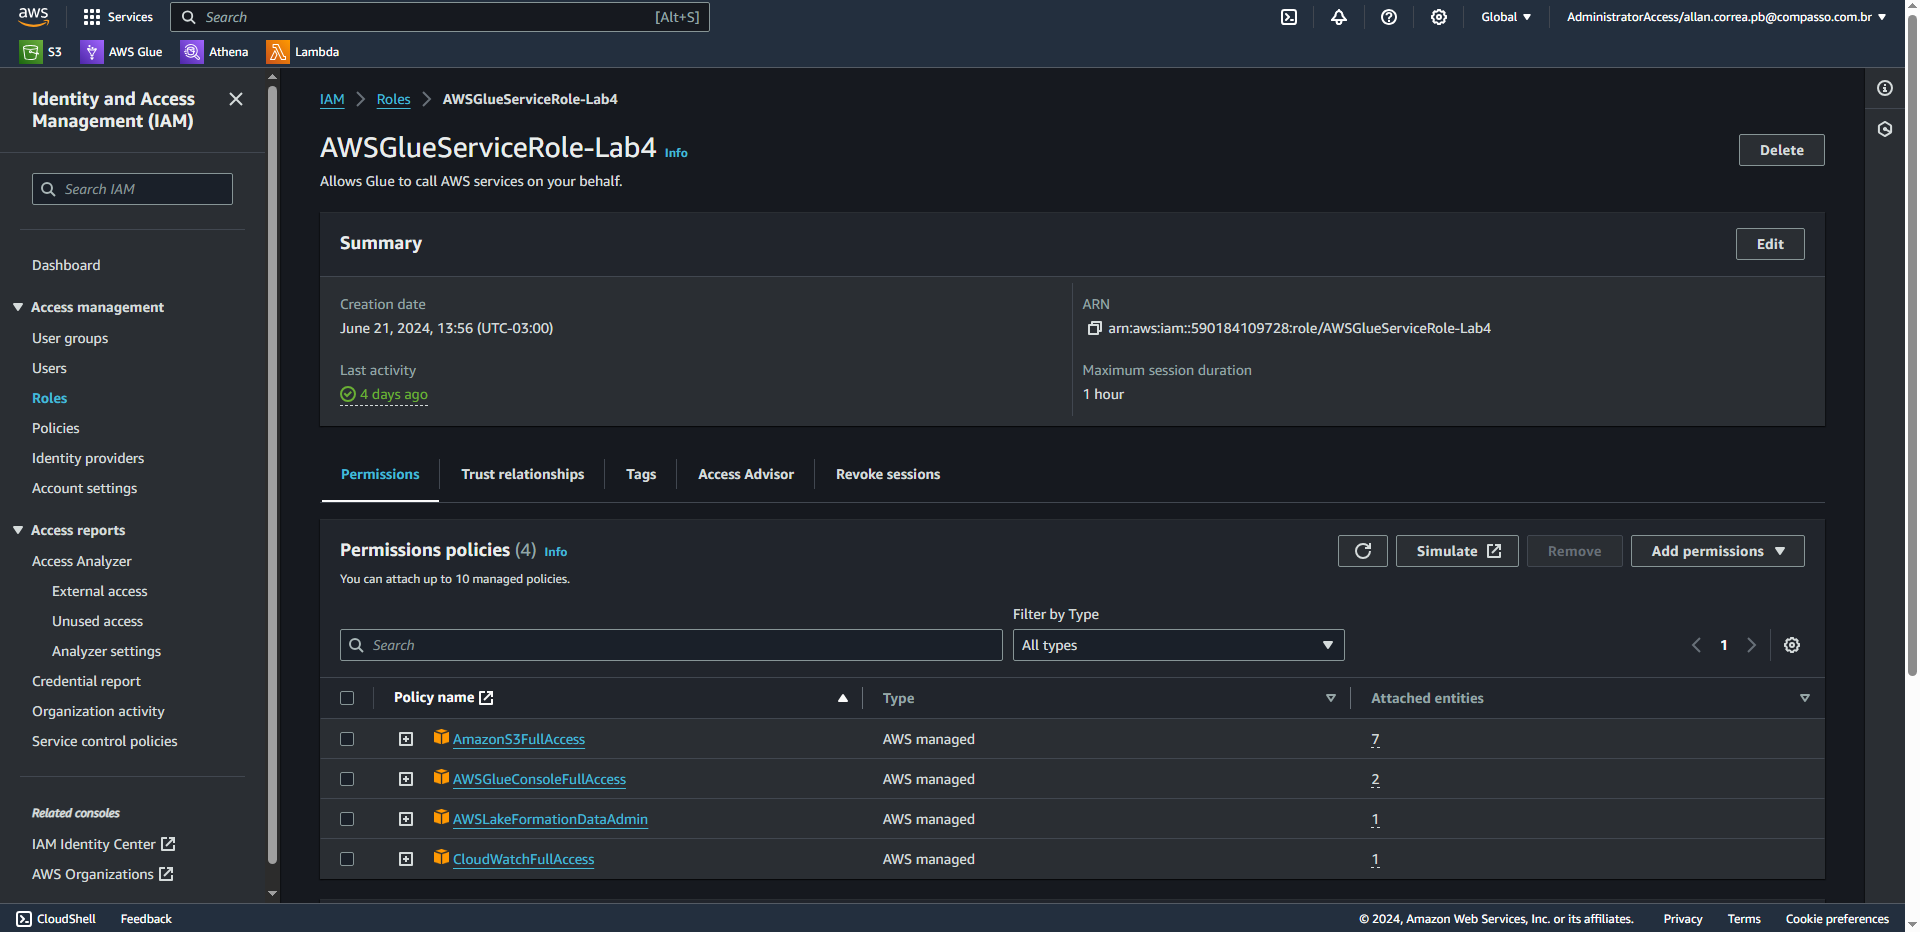 aws
Services
Search [Alt+S]
Global
AdministratorAccess/allan.correa.pb@compasso.com.br
S3
AWS Glue
Athena
Lambda
Identity and Access
Management (IAM)
Search IAM
Dashboard
Access management
User groups
Users
Roles
Policies
Identity providers
Account settings
Access reports
Access Analyzer
External access
Unused access
Analyzer settings
Credential report
Organization activity
Service control policies
Related consoles
IAM Identity Center
AWS Organizations
IAM Roles AWSGlueServiceRole-Lab4
AWSGlueServiceRole-Lab4 Info
Delete
Allows Glue to call AWS services on your behalf.
Summary
Edit
Creation date
June 21, 2024, 13:56 (UTC-03:00)
ARN
arn:aws:iam::590184109728:role/AWSGlueServiceRole-Lab4
Last activity
4 days ago
Maximum session duration
1 hour
Permissions
Trust relationships
Tags
Access Advisor
Revoke sessions
Permissions policies (4) Info
You can attach up to 10 managed policies.
Simulate
Remove
Add permissions
Filter by Type
Search
All types
1
Policy name Type Attached entities
AmazonS3FullAccess AWS managed 7
AWSGlueConsoleFullAccess AWS managed 2
AWSLakeFormationDataAdmin AWS managed 1
CloudWatchFullAccess AWS managed 1
CloudShell
Feedback
© 2024, Amazon Web Services, Inc. or its affiliates.
Privacy
Terms
Cookie preferences